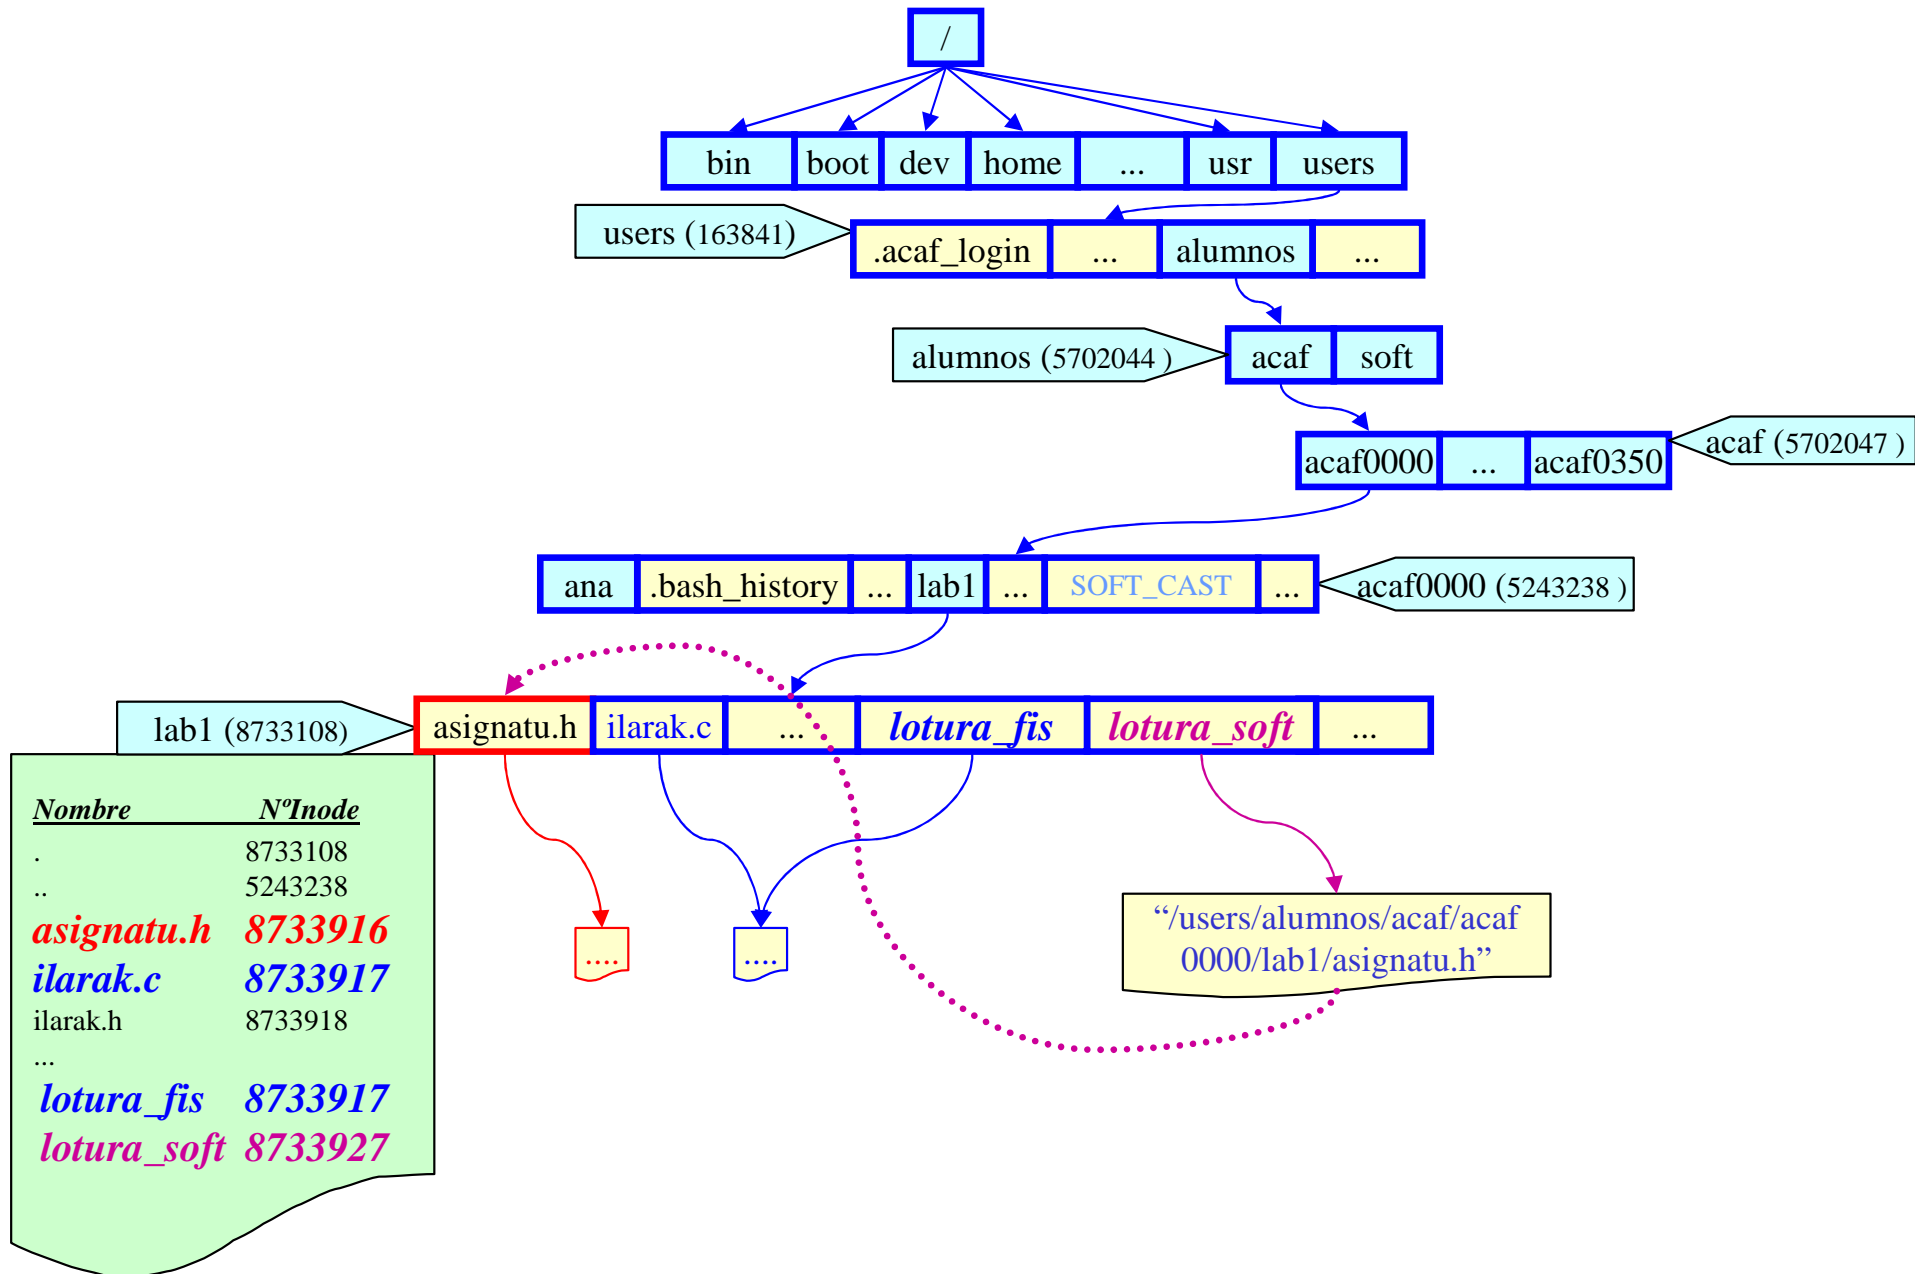 /
bin boot dev home ... usr users
users (163841)
.acaf_login ... alumnos ...
alumnos (5702044 )
acaf soft
acaf0000 ... acaf0350
acaf (5702047 )
ana .bash_history ... lab1 ... SOFT_CAST ...
acaf0000 (5243238 )
lab1 (8733108)
asignatu.h ilarak.c ... lotura_fis lotura_soft ...
Nombre NºInode
. 8733108
.. 5243238
asignatu.h 8733916
ilarak.c 8733917
ilarak.h 8733918
...
lotura_fis 8733917
lotura_soft 8733927
....
....
“/users/alumnos/acaf/acaf
0000/lab1/asignatu.h”